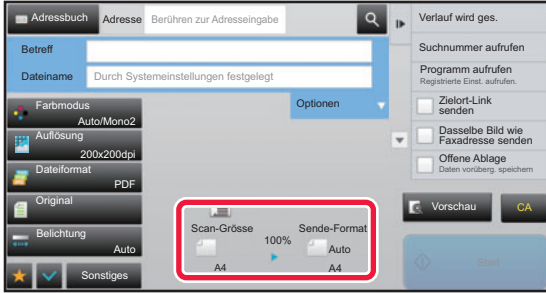 Adressbuch
Adresse
Berühren zur Adresseingabe
Verlauf wird ges.
Betreff
Suchnummer aufrufen
Dateiname
Durch Systemeinstellungen festgelegt
Programm aufrufen
Registrierte Einst. aufrufen.
Optionen
Farbmodus
Auto/Mono2
Zielort-Link
senden
Auflösung
200x200dpi
Dasselbe Bild wie
Faxadresse senden
Dateiformat
PDF
Offene Ablage
Daten vorüberg. speichern
Original
Vorschau
CA
Scan-Grösse
100%
Sende-Format
Belichtung
Auto
Auto
A4
A4
Sonstiges
Start